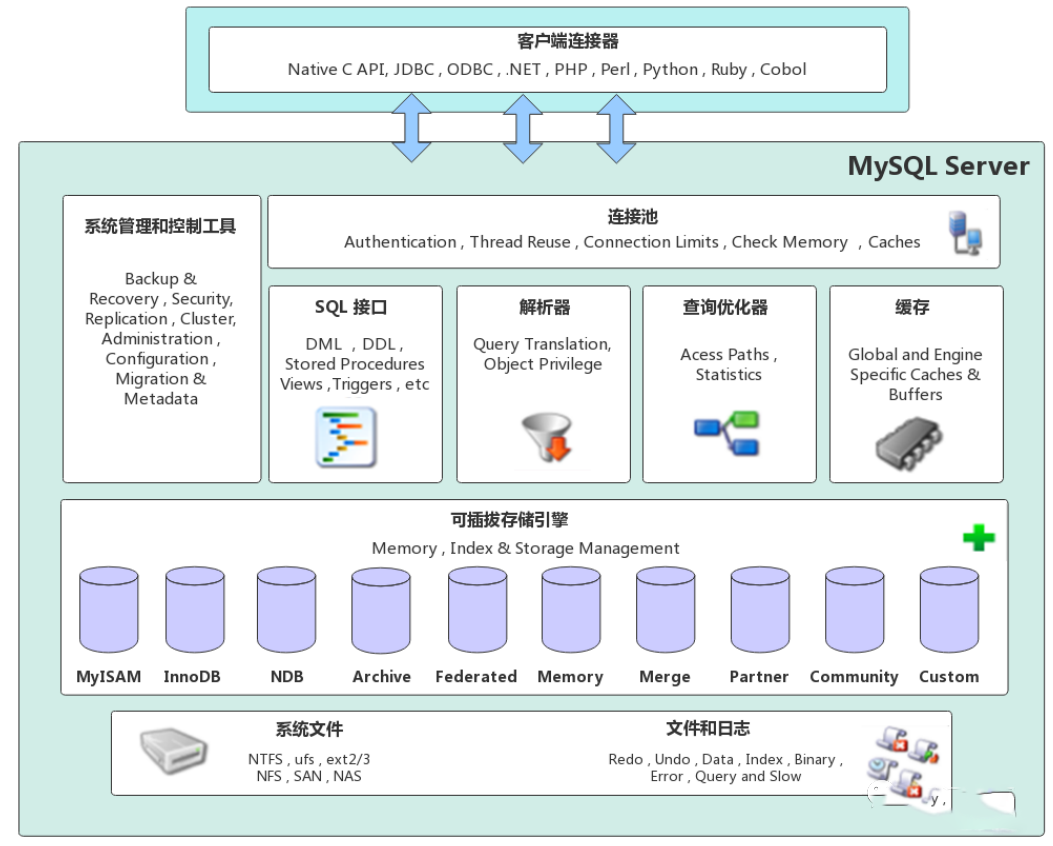 客户端连接器
Native C API, JDBC , ODBC , .NET , PHP , Perl , Python , Ruby , Cobol
MySQL Server
系统管理和控制工具
Backup &
Recovery , Security,
Replication , Cluster,
Administration ,
Configuration ,
Migration &
Metadata
连接池
Authentication , Thread Reuse , Connection Limits , Check Memory , Caches
SQL 接口
DML , DDL ,
Stored Procedures
Views ,Triggers , etc
解析器
Query Translation,
Object Privilege
查询优化器
Acess Paths ,
Statistics
缓存
Global and Engine
Specific Caches &
Buffers
可插拔存储引擎
Memory , Index & Storage Management
MyISAM
InnoDB
NDB
Archive
Federated
Memory
Merge
Partner
Community
Custom
系统文件
NTFS , ufs , ext2/3
NFS , SAN , NAS
文件和日志
Redo , Undo , Data , Index , Binary ,
Error , Query and Slow